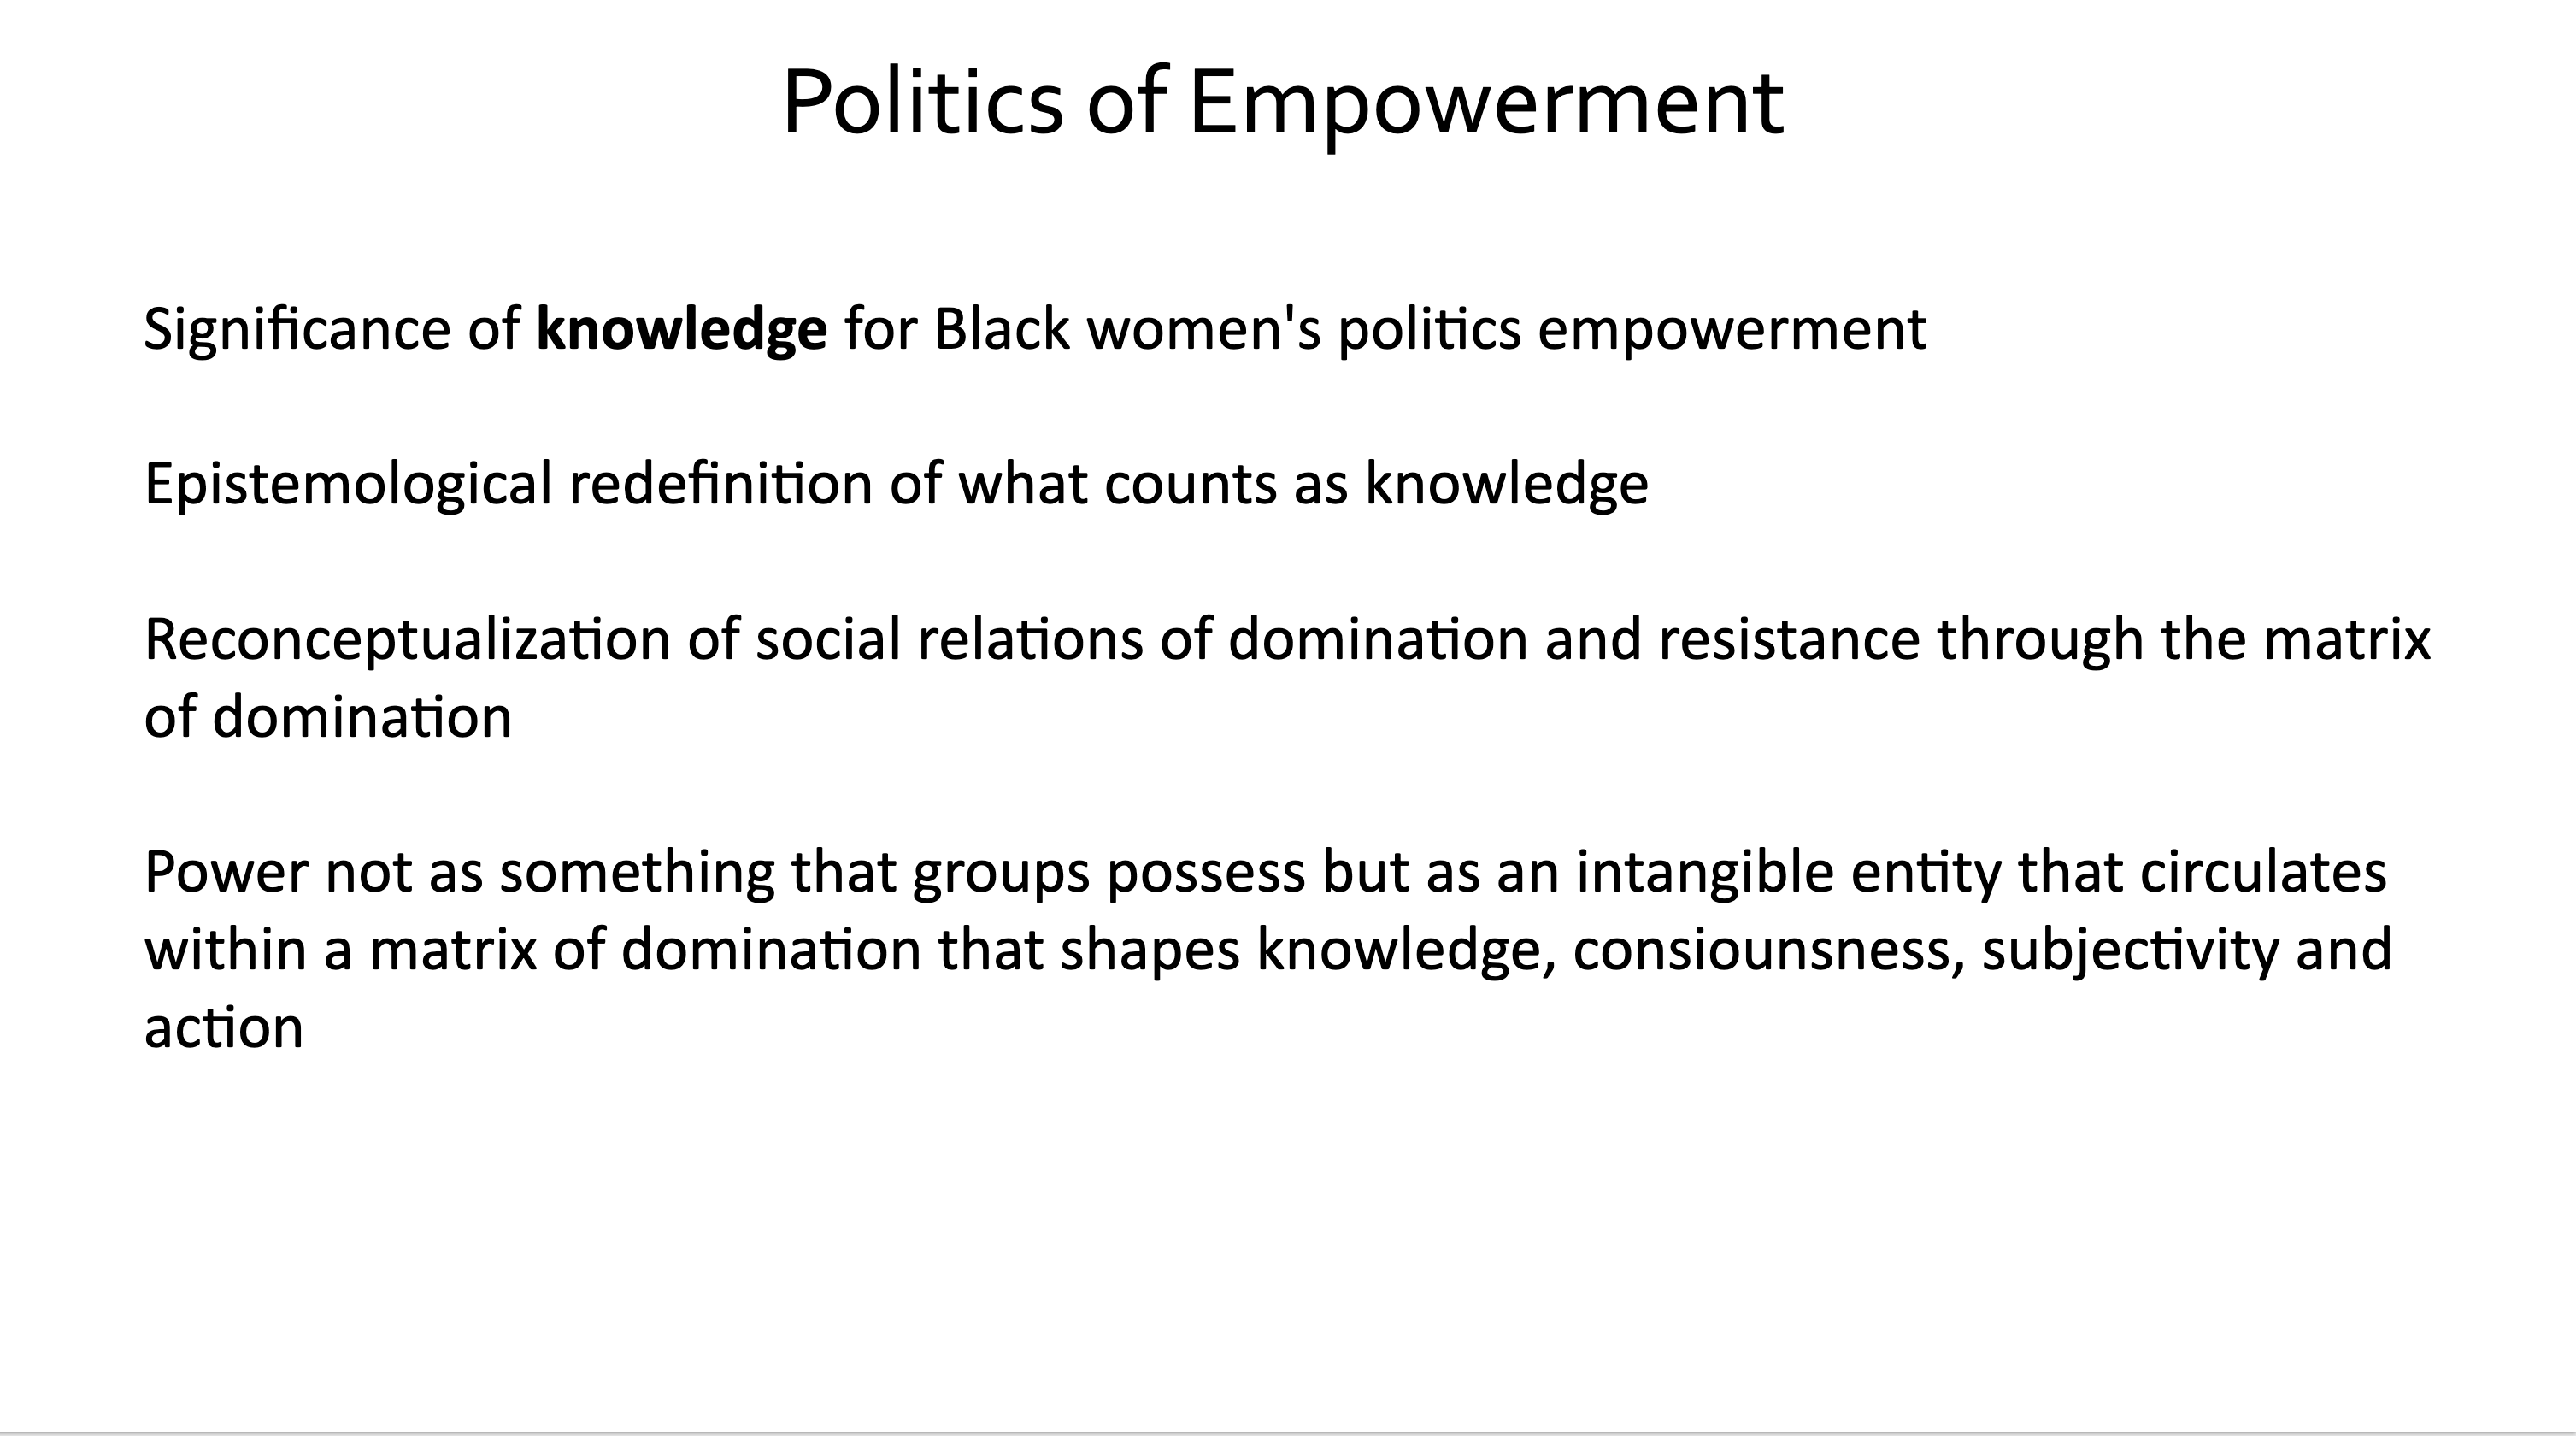 Politics of Empowerment
Significance of knowledge for Black women's politics empowerment
Epistemological redefinition of what counts as knowledge
Reconceptualization of social relations of domination and resistance through the matrix
of domination
Power not as something that groups possess but as an intangible entity that circulates
within a matrix of domination that shapes knowledge, consiounsness, subjectivity and
action